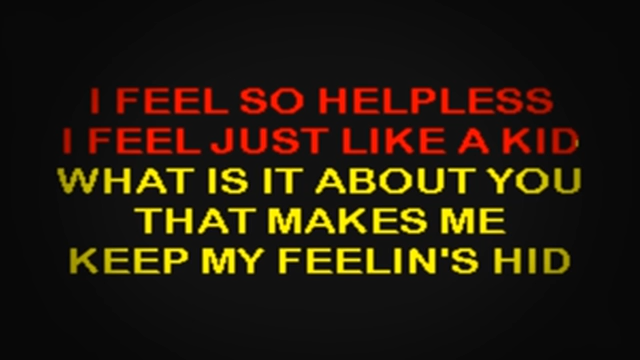 I FEEL SO HELPLESS
I FEEL JUST LIKE A KID
WHAT IS IT ABOUT YOU
THAT MAKES ME
KEEP MY FEELIN'S HID